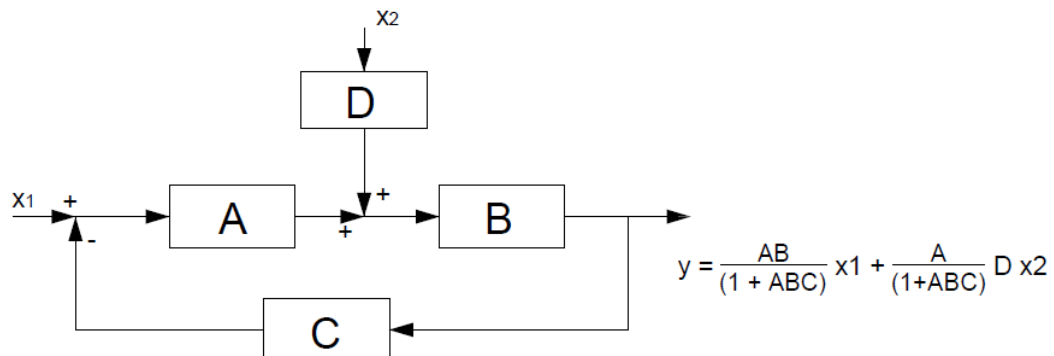 x2
D
+
x1 +
A
+
B
-
C
y = AB/(1 + ABC) x1 + A/(1+ABC) D x2